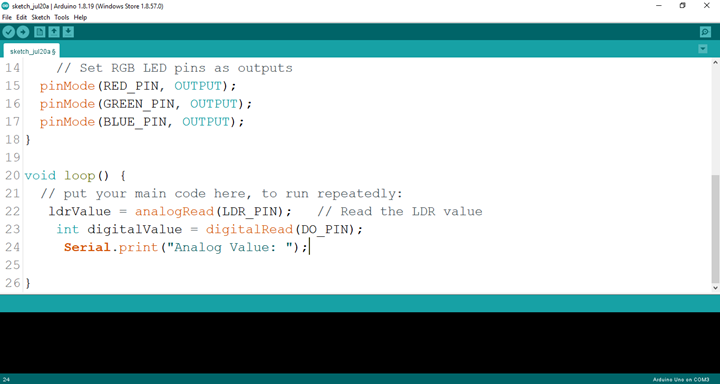 sketch_jul20a | Arduino 1.8.19 (Windows Store 1.8.57.0)
File Edit Sketch Tools Help
sketch_jul20a §
14 // Set RGB LED pins as outputs
15 pinMode(RED_PIN, OUTPUT);
16 pinMode(GREEN_PIN, OUTPUT);
17 pinMode(BLUE_PIN, OUTPUT);
18 }
19
20 void loop() {
21 // put your main code here, to run repeatedly:
22 ldrValue = analogRead(LDR_PIN); // Read the LDR value
23 int digitalValue = digitalRead(DO_PIN);
24 Serial.print("Analog Value: ");
25
26 }
24 Arduino Uno on COM3